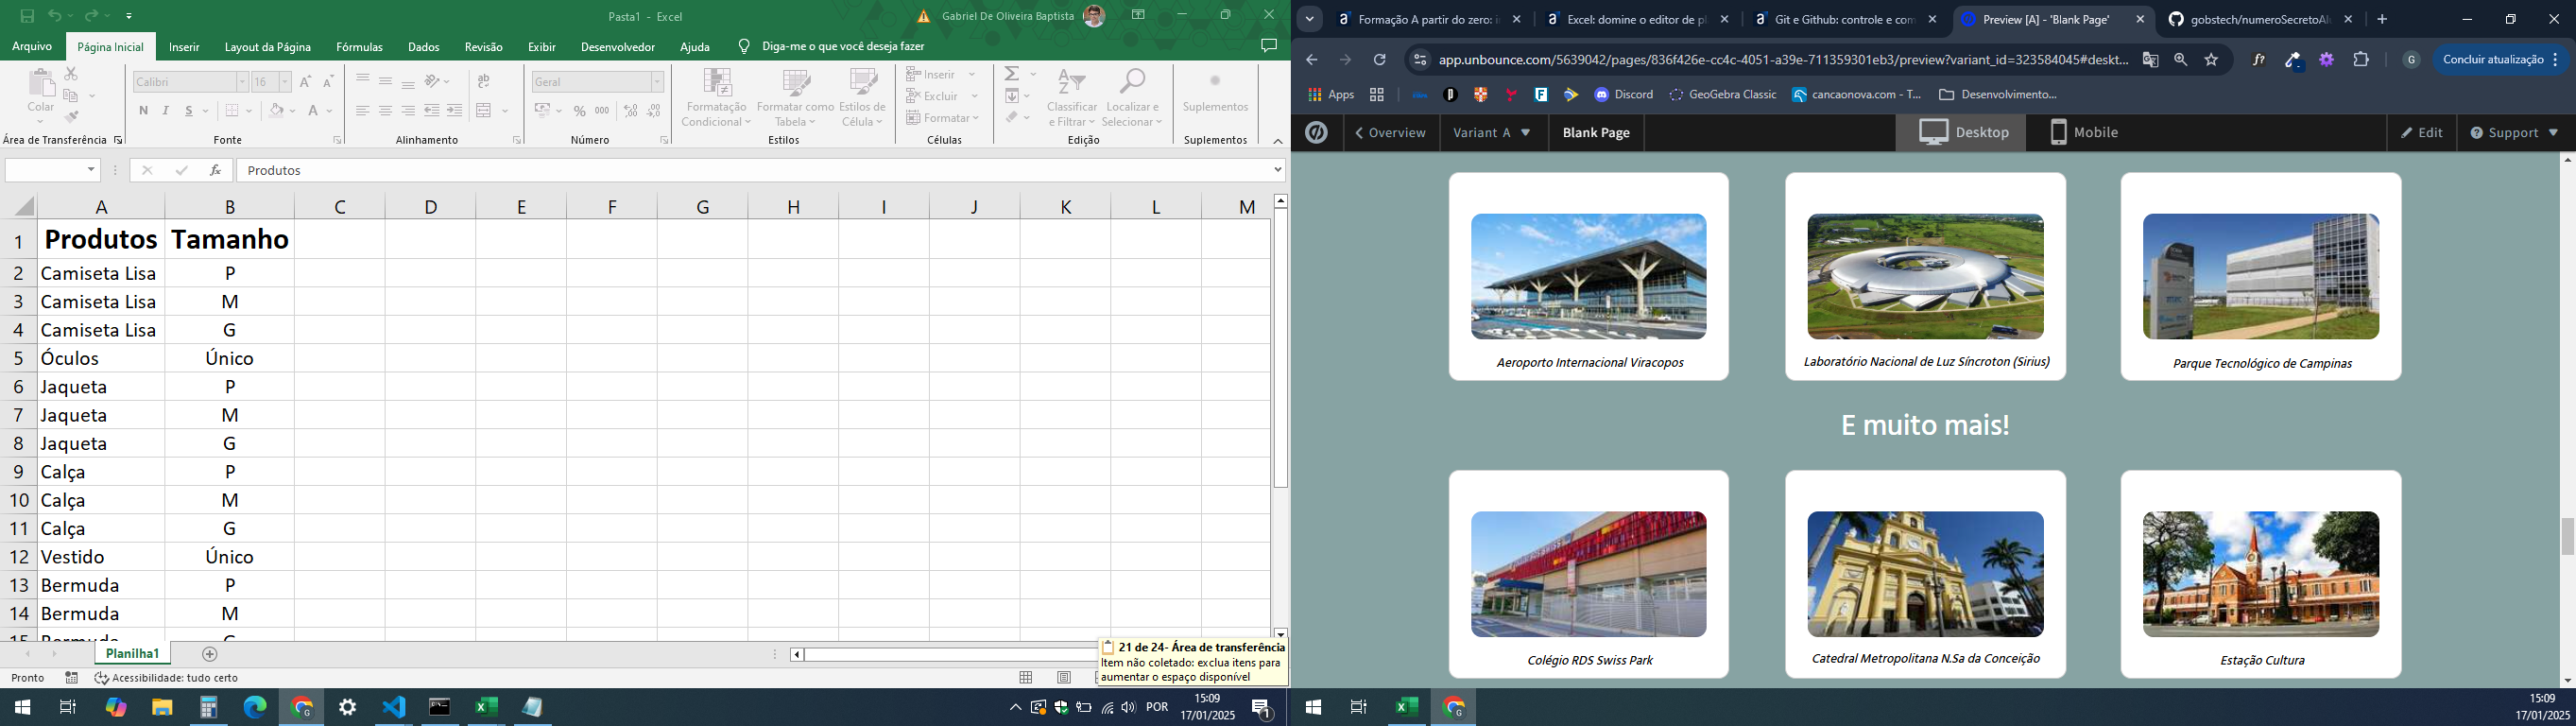 Pasta1 - Excel
Gabriel De Oliveira Baptista
Arquivo Página Inicial Inserir Layout da Página Fórmulas Dados Revisão Exibir Desenvolvedor Ajuda Diga-me o que você deseja fazer
Colar
Área de Transferência
Calibri 16
N I S
Fonte
Alinhamento
Geral
% 000
Número
Formatação Condicional
Formatar como Tabela
Estilos de Célula
Estilos
Inserir
Excluir
Formatar
Células
Classificar e Filtrar
Localizar e Selecionar
Edição
Suplementos
Suplementos
fx Produtos
A B C D E F G H I J K L M
1 Produtos Tamanho
2 Camiseta Lisa P
3 Camiseta Lisa M
4 Camiseta Lisa G
5 Óculos Único
6 Jaqueta P
7 Jaqueta M
8 Jaqueta G
9 Calça P
10 Calça M
11 Calça G
12 Vestido Único
13 Bermuda P
14 Bermuda M
15 Bermuda G
Planilha1
21 de 24- Área de transferência
Item não coletado: exclua itens para
aumentar o espaço disponível
Pronto Acessibilidade: tudo certo
POR
15:09
17/01/2025
1
Formação A partir do zero: i
Excel: domine o editor de pl
Git e Github: controle e com
Preview [A] - 'Blank Page'
gobstech/numeroSecretoAl
app.unbounce.com/5639042/pages/836f426e-cc4c-4051-a39e-711359301eb3/preview?variant_id=323584045#deskt...
f?
G
Concluir atualização
Apps
Discord
GeoGebra Classic
cancaonova.com - T...
Desenvolvimento...
Overview
Variant A
Blank Page
Desktop
Mobile
Edit
Support
Aeroporto Internacional Viracopos
Laboratório Nacional de Luz Síncroton (Sirius)
Parque Tecnológico de Campinas
E muito mais!
Colégio RDS Swiss Park
Catedral Metropolitana N.Sa da Conceição
Estação Cultura
15:09
17/01/2025